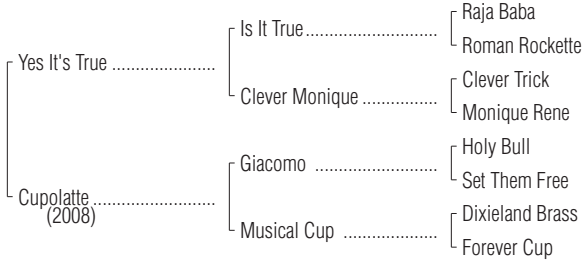 Raja Baba
Is It True
Roman Rockette
Yes It's True
Clever Trick
Clever Monique
Monique Rene
Holy Bull
Giacomo
Set Them Free
Cupolatte
(2008)
Dixieland Brass
Musical Cup
Forever Cup